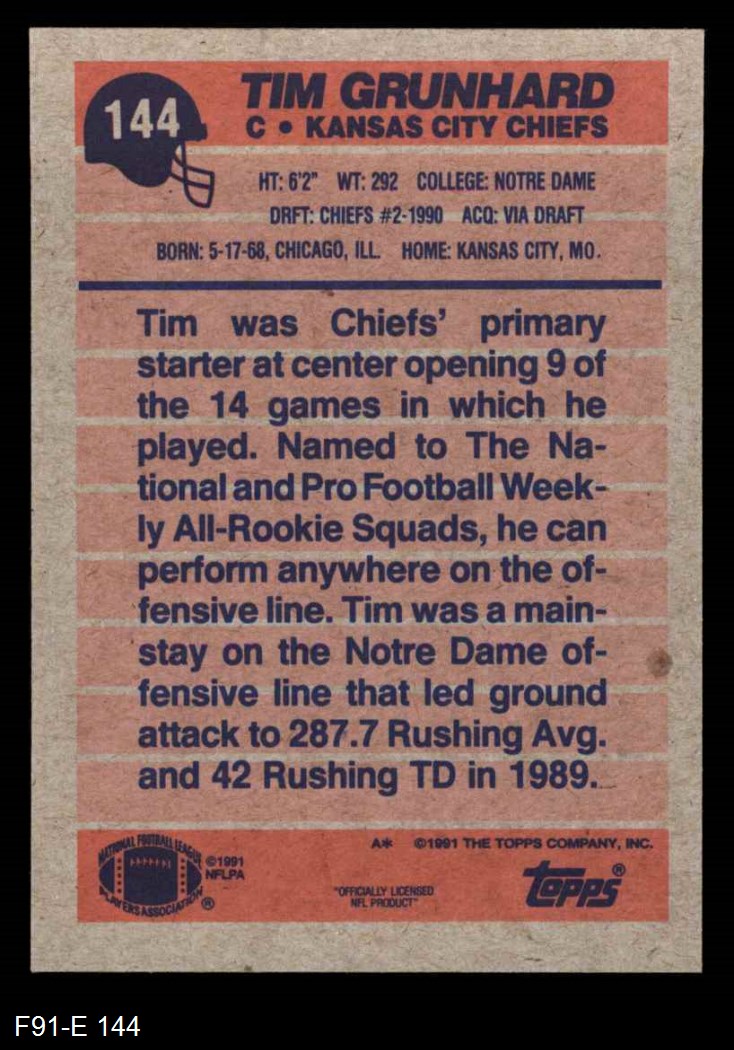 144
TIM GRUNHARD
C • KANSAS CITY CHIEFS
HT: 6'2" WT: 292 COLLEGE: NOTRE DAME
DRFT: CHIEFS #2-1990 ACQ: VIA DRAFT
BORN: 5-17-68, CHICAGO, ILL. HOME: KANSAS CITY, MO.
Tim was Chiefs' primary
starter at center opening 9 of
the 14 games in which he
played. Named to The Na-
tional and Pro Football Week-
ly All-Rookie Squads, he can
perform anywhere on the of-
fensive line. Tim was a main-
stay on the Notre Dame of-
fensive line that led ground
attack to 287.7 Rushing Avg.
and 42 Rushing TD in 1989.
NATIONAL FOOTBALL LEAGUE
PLAYERS ASSOCIATION ®
©1991
NFLPA
A* ©1991 THE TOPPS COMPANY, INC.
"OFFICIALLY LICENSED
NFL PRODUCT"
topps®
F91-E 144